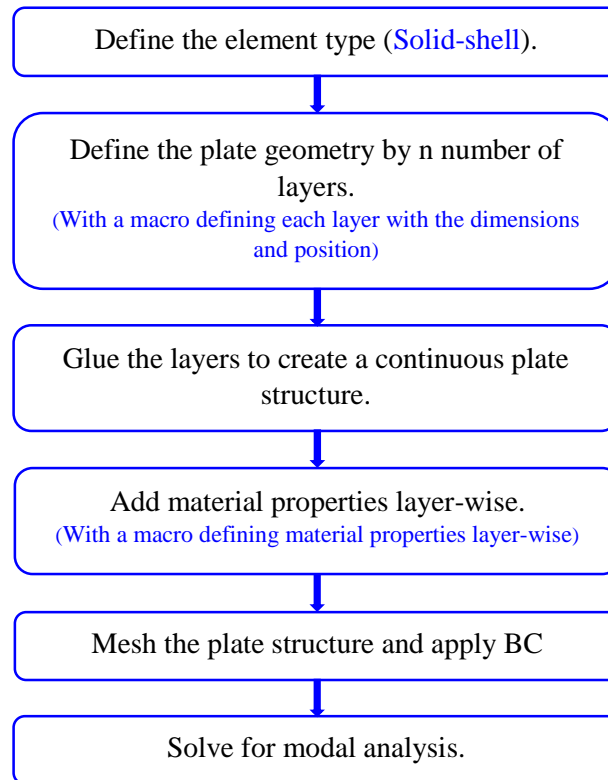 Define the element type (Solid-shell).
Define the plate geometry by n number of
layers.
(With a macro defining each layer with the dimensions
and position)
Glue the layers to create a continuous plate
structure.
Add material properties layer-wise.
(With a macro defining material properties layer-wise)
Mesh the plate structure and apply BC
Solve for modal analysis.